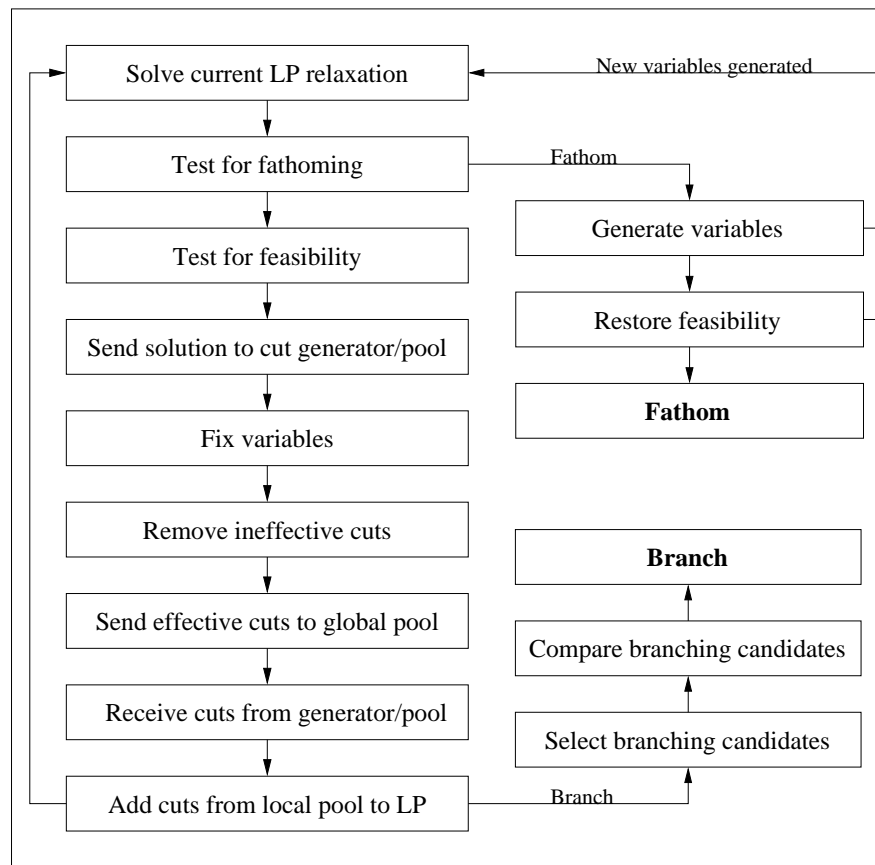 Solve current LP relaxation
New variables generated
Test for fathoming
Fathom
Generate variables
Test for feasibility
Restore feasibility
Send solution to cut generator/pool
Fathom
Fix variables
Remove ineffective cuts
Branch
Send effective cuts to global pool
Compare branching candidates
Receive cuts from generator/pool
Select branching candidates
Add cuts from local pool to LP
Branch